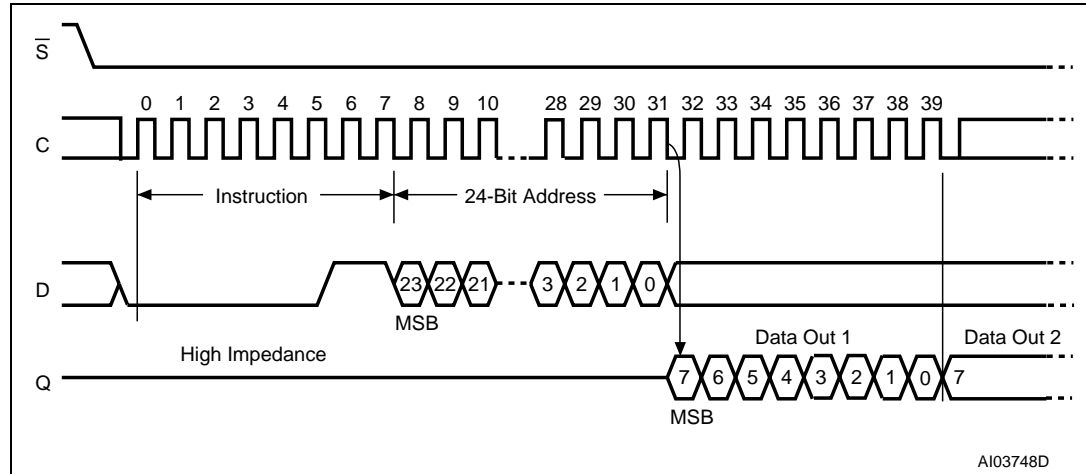 S
0 1 2 3 4 5 6 7 8 9 10 28 29 30 31 32 33 34 35 36 37 38 39
C
Instruction 24-Bit Address
D 23 22 21 3 2 1 0
MSB
High Impedance Data Out 1 Data Out 2
Q 7 6 5 4 3 2 1 0 7
MSB
AI03748D